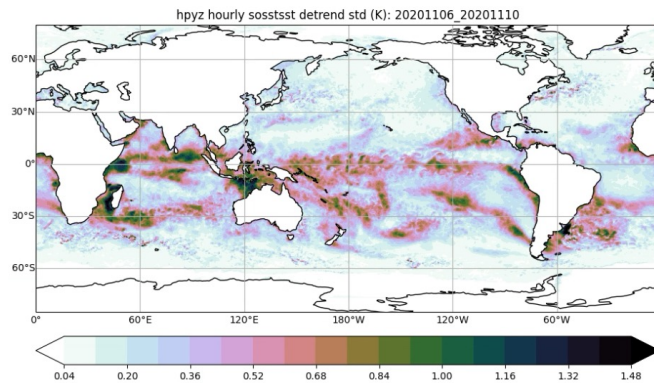 hpyz hourly sosstsst detrend std (K): 20201106_20201110
60°N
30°N
0°
30°S
60°S
0° 60°E 120°E 180°W 120°W 60°W
0.04 0.20 0.36 0.52 0.68 0.84 1.00 1.16 1.32 1.48